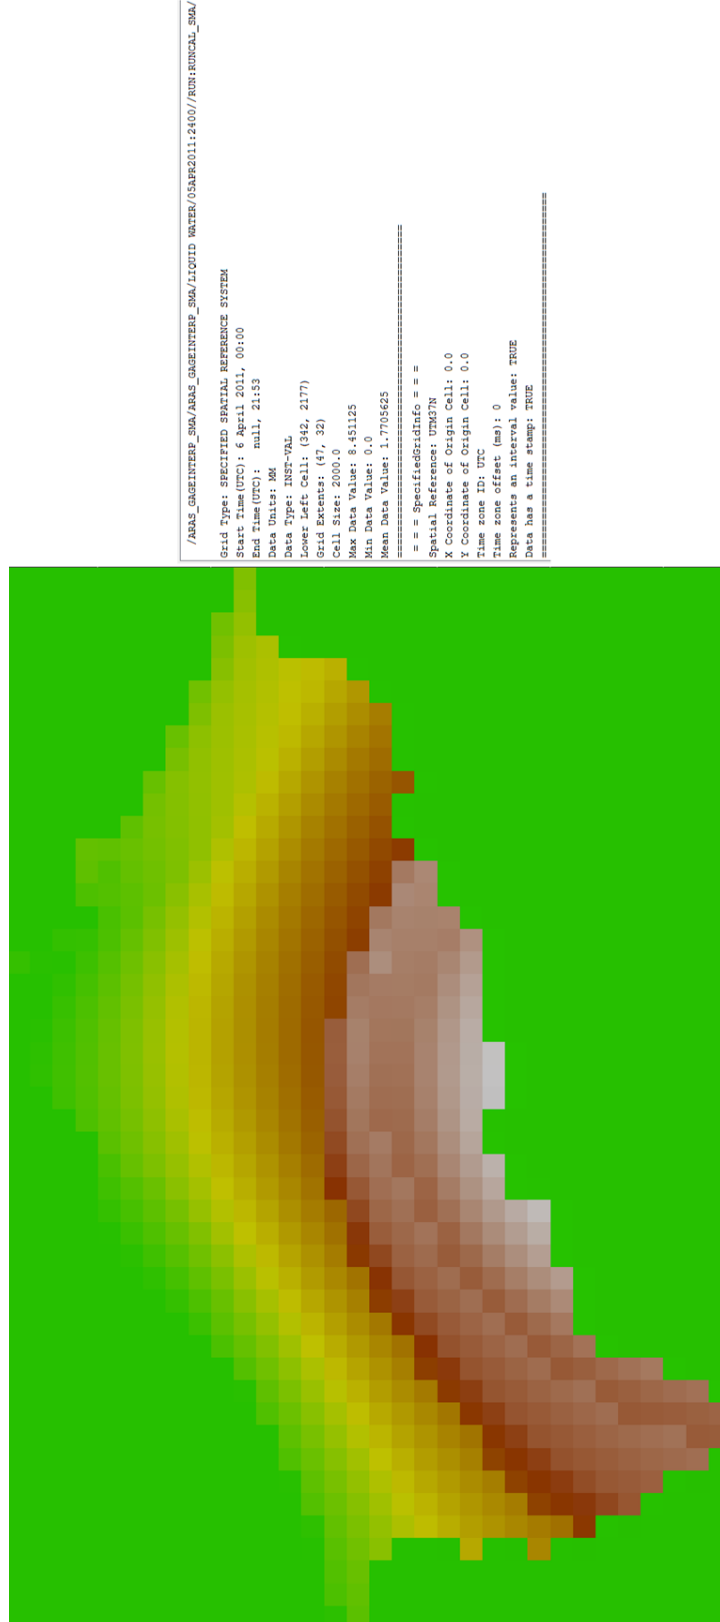 /ARAS_GAGEINTERP_SMA/ARAS_GAGEINTERP_SMA/LIQUID WATER/05APR2011:2400//RUN:RUNCAL_SMA/
Grid Type: SPECIFIED SPATIAL REFERENCE SYSTEM
Start Time(UTC): 6 April 2011, 00:00
End Time(UTC): null, 21:53
Data Units: MM
Data Type: INST-VAL
Lower Left Cell: (342, 2177)
Grid Extents: (47, 32)
Cell Size: 2000.0
Max Data Value: 8.451125
Min Data Value: 0.0
Mean Data Value: 1.7705625
======================================================
= = = SpecifiedGridInfo = = =
Spatial Reference: UTM37N
X Coordinate of Origin Cell: 0.0
Y Coordinate of Origin Cell: 0.0
Time zone ID: UTC
Time zone offset (ms): 0
Represents an interval value: TRUE
Data has a time stamp: TRUE
============================================================